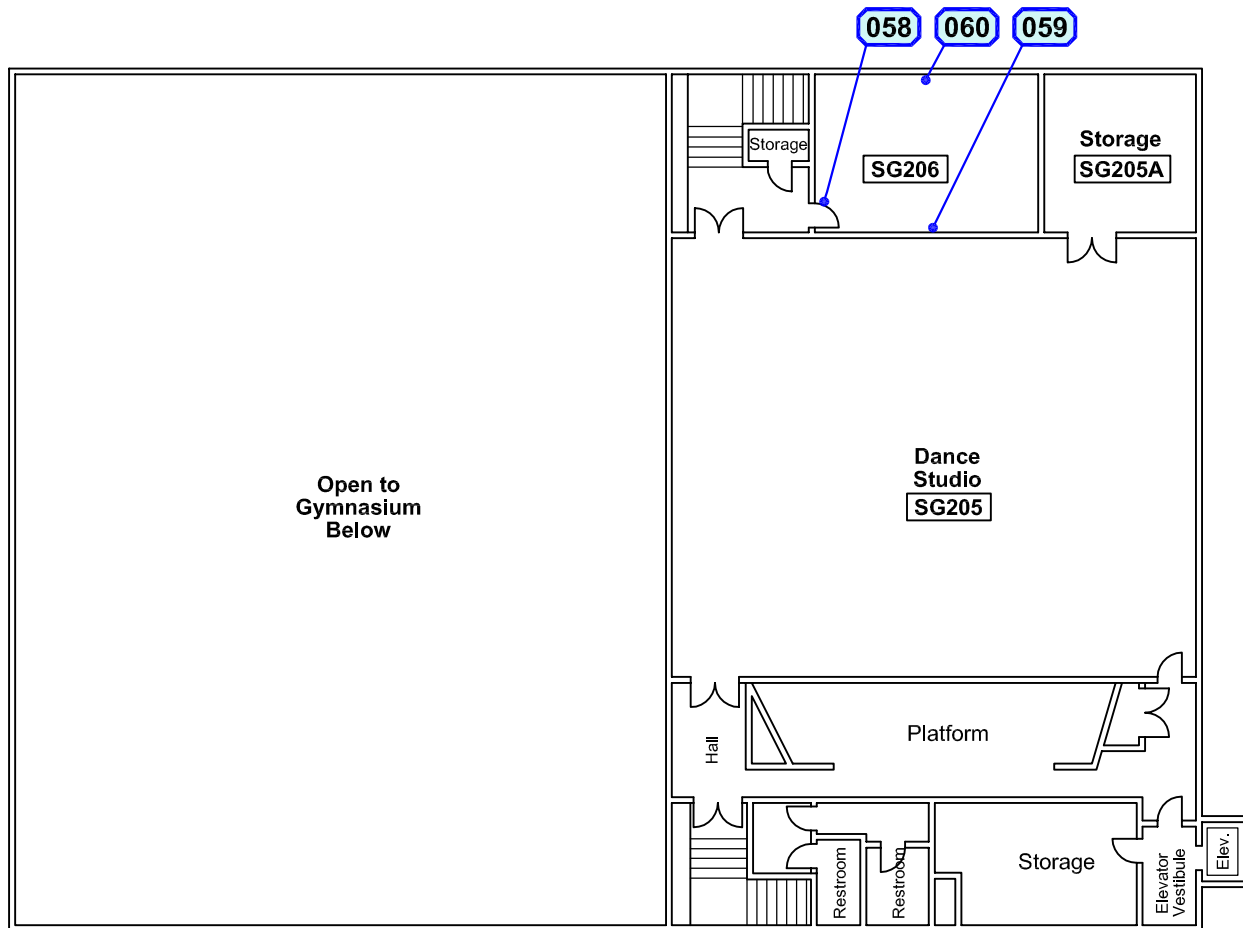 058 060 059
Storage
SG206
Storage
SG205A
Open to
Gymnasium
Below
Dance
Studio
SG205
Hall
Platform
Restroom
Restroom
Storage
Elevator
Vestibule
Elev.